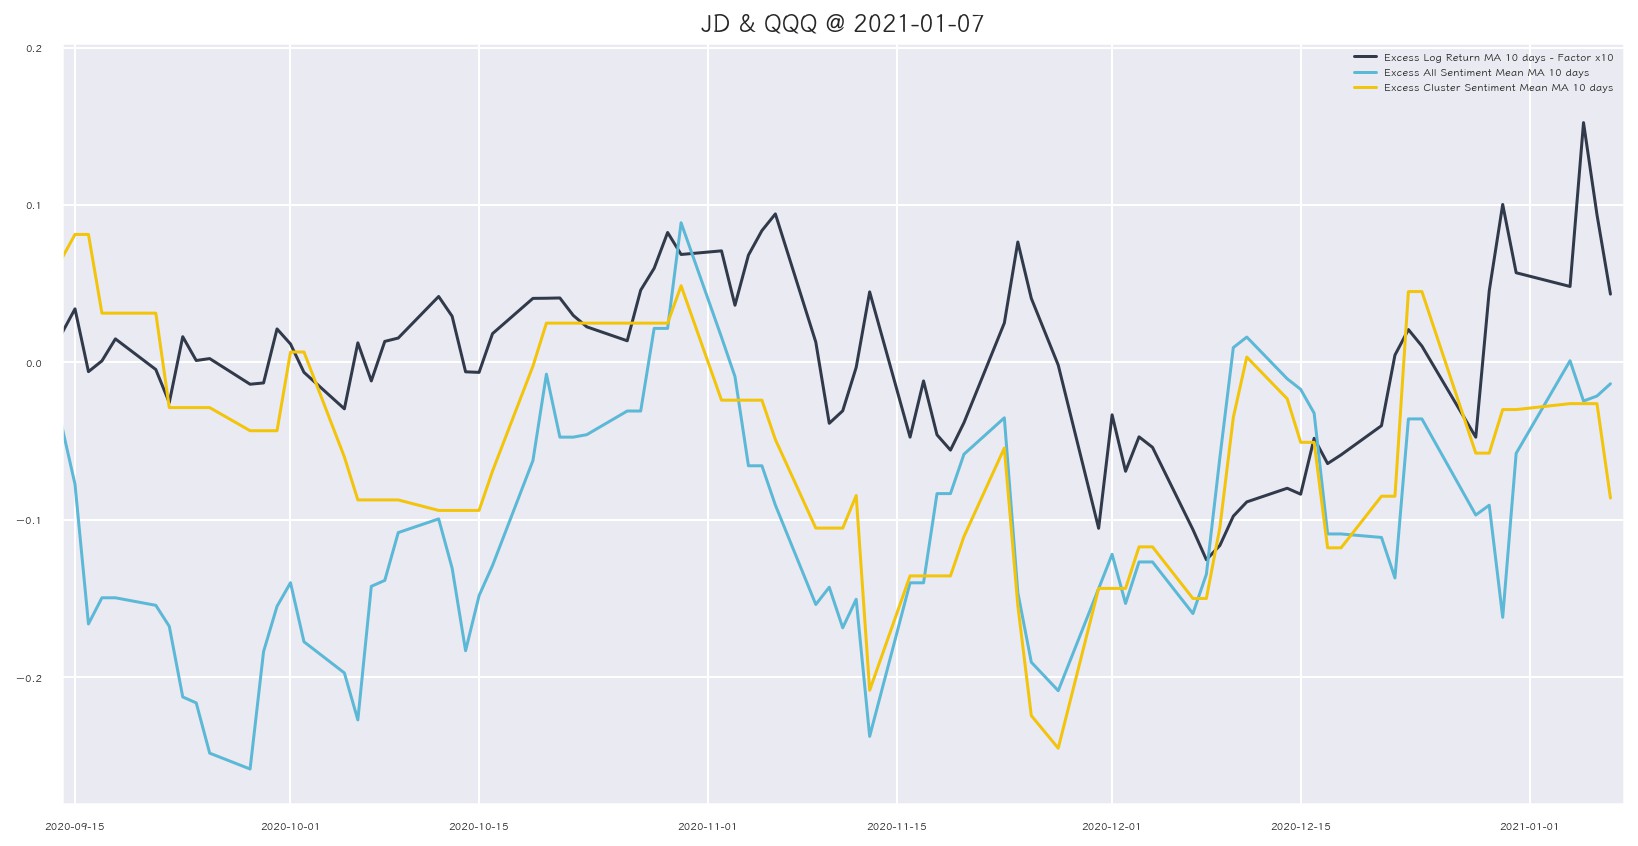 JD & QQQ @ 2021-01-07
Excess Log Return MA 10 days - Factor x10
Excess All Sentiment Mean MA 10 days
Excess Cluster Sentiment Mean MA 10 days
0.2
0.1
0.0
−0.1
−0.2
2020-09-15 2020-10-01 2020-10-15 2020-11-01 2020-11-15 2020-12-01 2020-12-15 2021-01-01